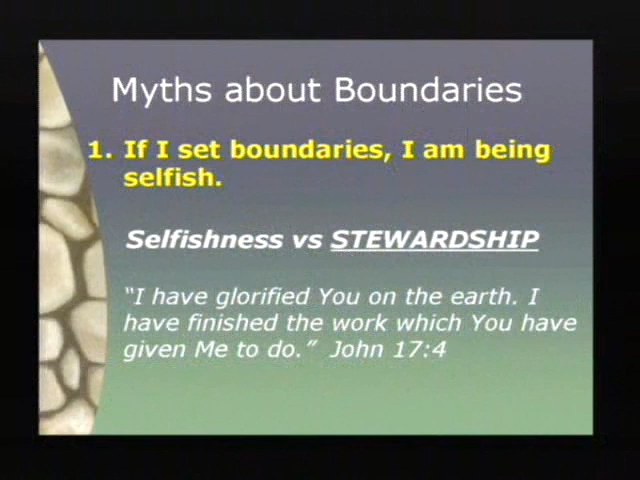 Myths about Boundaries
1. If I set boundaries, I am being
selfish.
Selfishness vs STEWARDSHIP
“I have glorified You on the earth. I
have finished the work which You have
given Me to do.” John 17:4